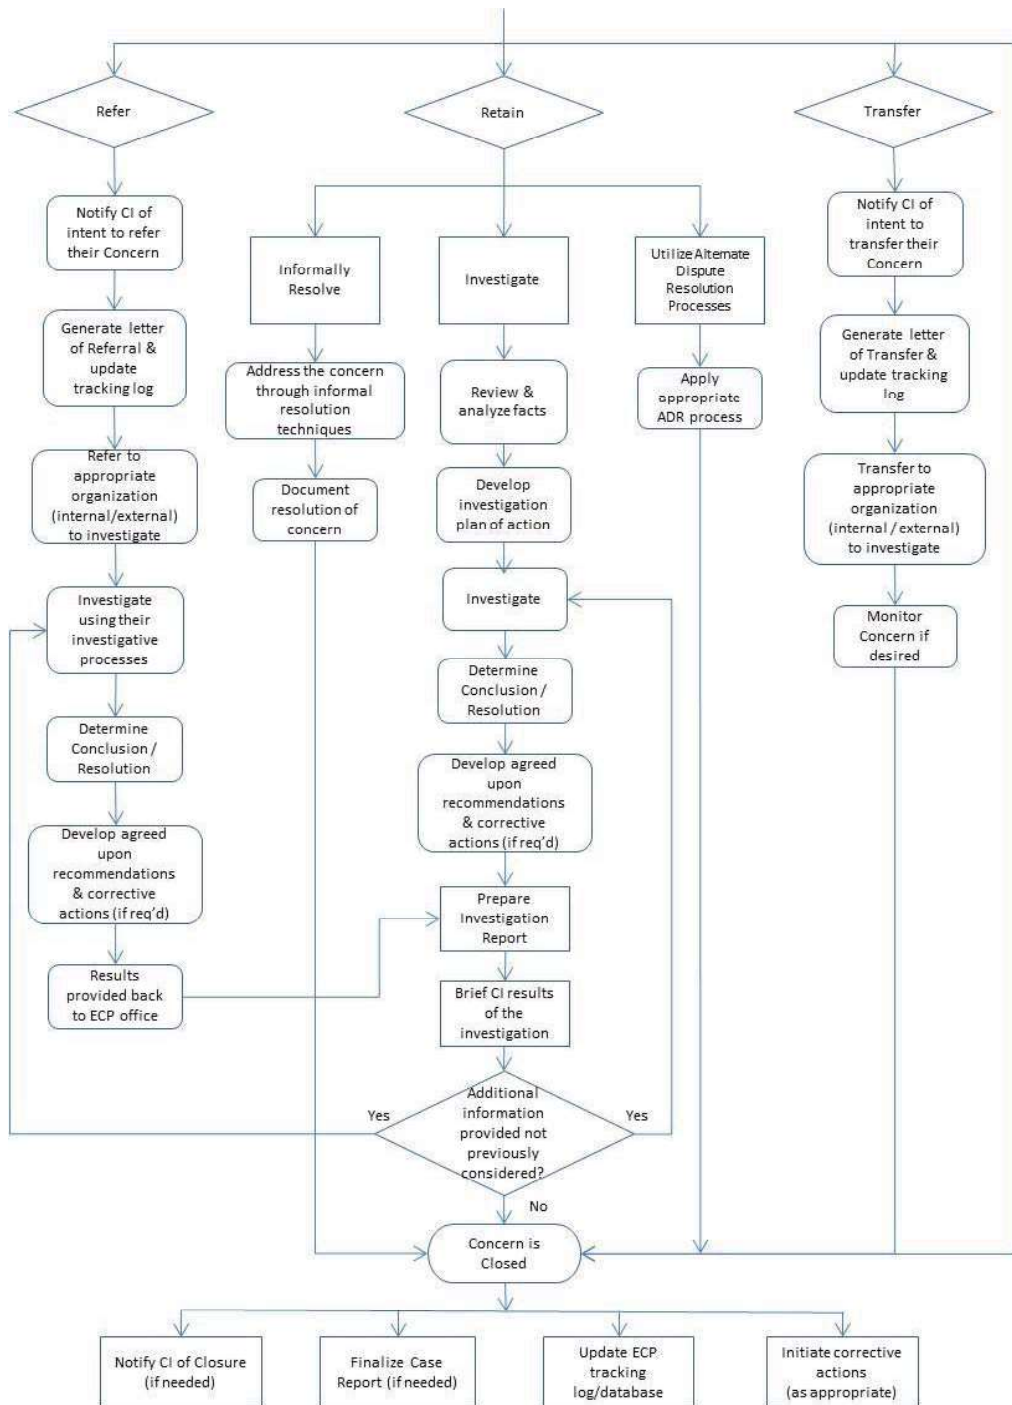 Refer
Retain
Transfer
Notify CI of
intent to refer
their Concern
Generate letter
of Referral &
update
tracking log
Refer to
appropriate
organization
(internal/external)
to investigate
Investigate
using their
investigative
processes
Determine
Conclusion /
Resolution
Develop agreed
upon
recommendations
& corrective
actions (if req'd)
Results
provided back
to ECP office
Informally
Resolve
Address the concern
through informal
resolution
techniques
Document
resolution of
concern
Investigate
Review &
analyze facts
Develop
investigation
plan of action
Investigate
Determine
Conclusion /
Resolution
Develop agreed
upon
recommendations
& corrective
actions (if req'd)
Prepare
Investigation
Report
Brief CI results
of the
investigation
Additional
information
provided not
previously
considered?
Yes
Yes
No
Utilize Alternate
Dispute
Resolution
Processes
Apply
appropriate
ADR process
Notify CI of
intent to
transfer their
Concern
Generate letter
of Transfer &
update tracking
log
Transfer to
appropriate
organization
(internal / external)
to investigate
Monitor
Concern if
desired
Concern is
Closed
Notify CI of Closure
(if needed)
Finalize Case
Report (if needed)
Update ECP
tracking
log/database
Initiate corrective
actions
(as appropriate)